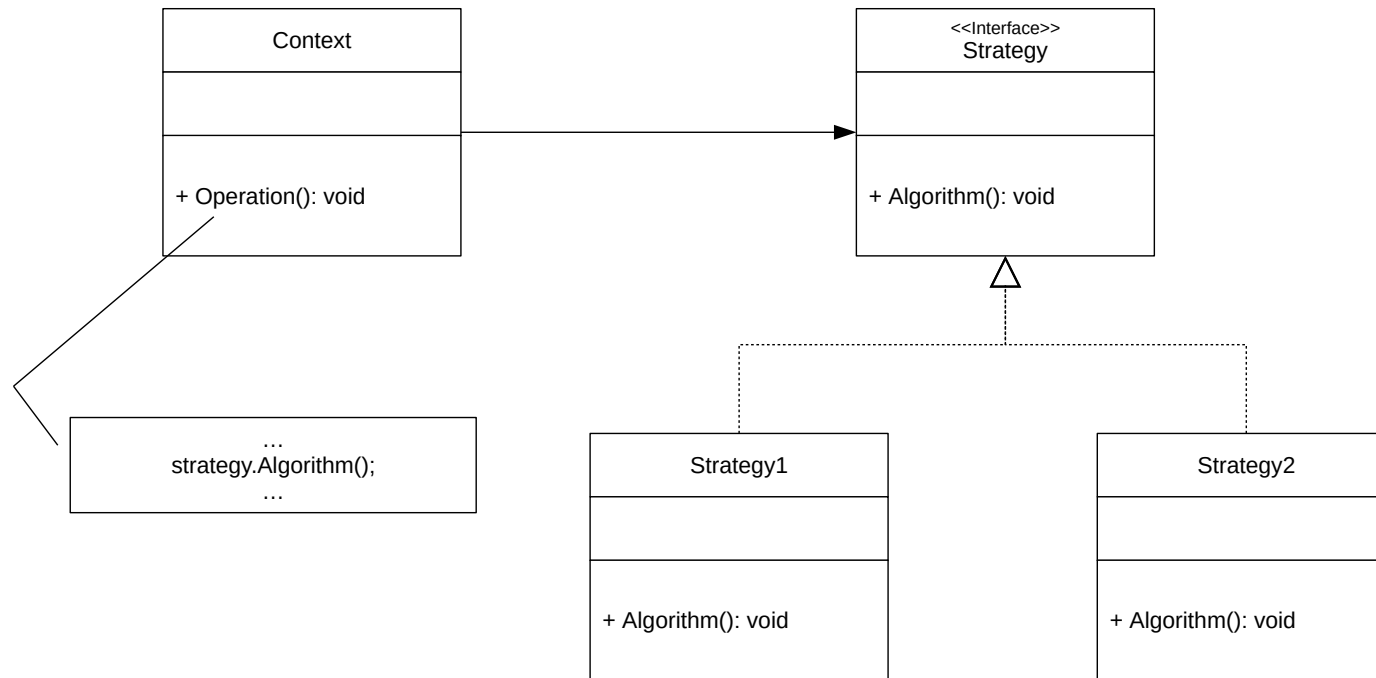 Context
+ Operation(): void
<<Interface>>
Strategy
+ Algorithm(): void
…
strategy.Algorithm();
…
Strategy1
+ Algorithm(): void
Strategy2
+ Algorithm(): void